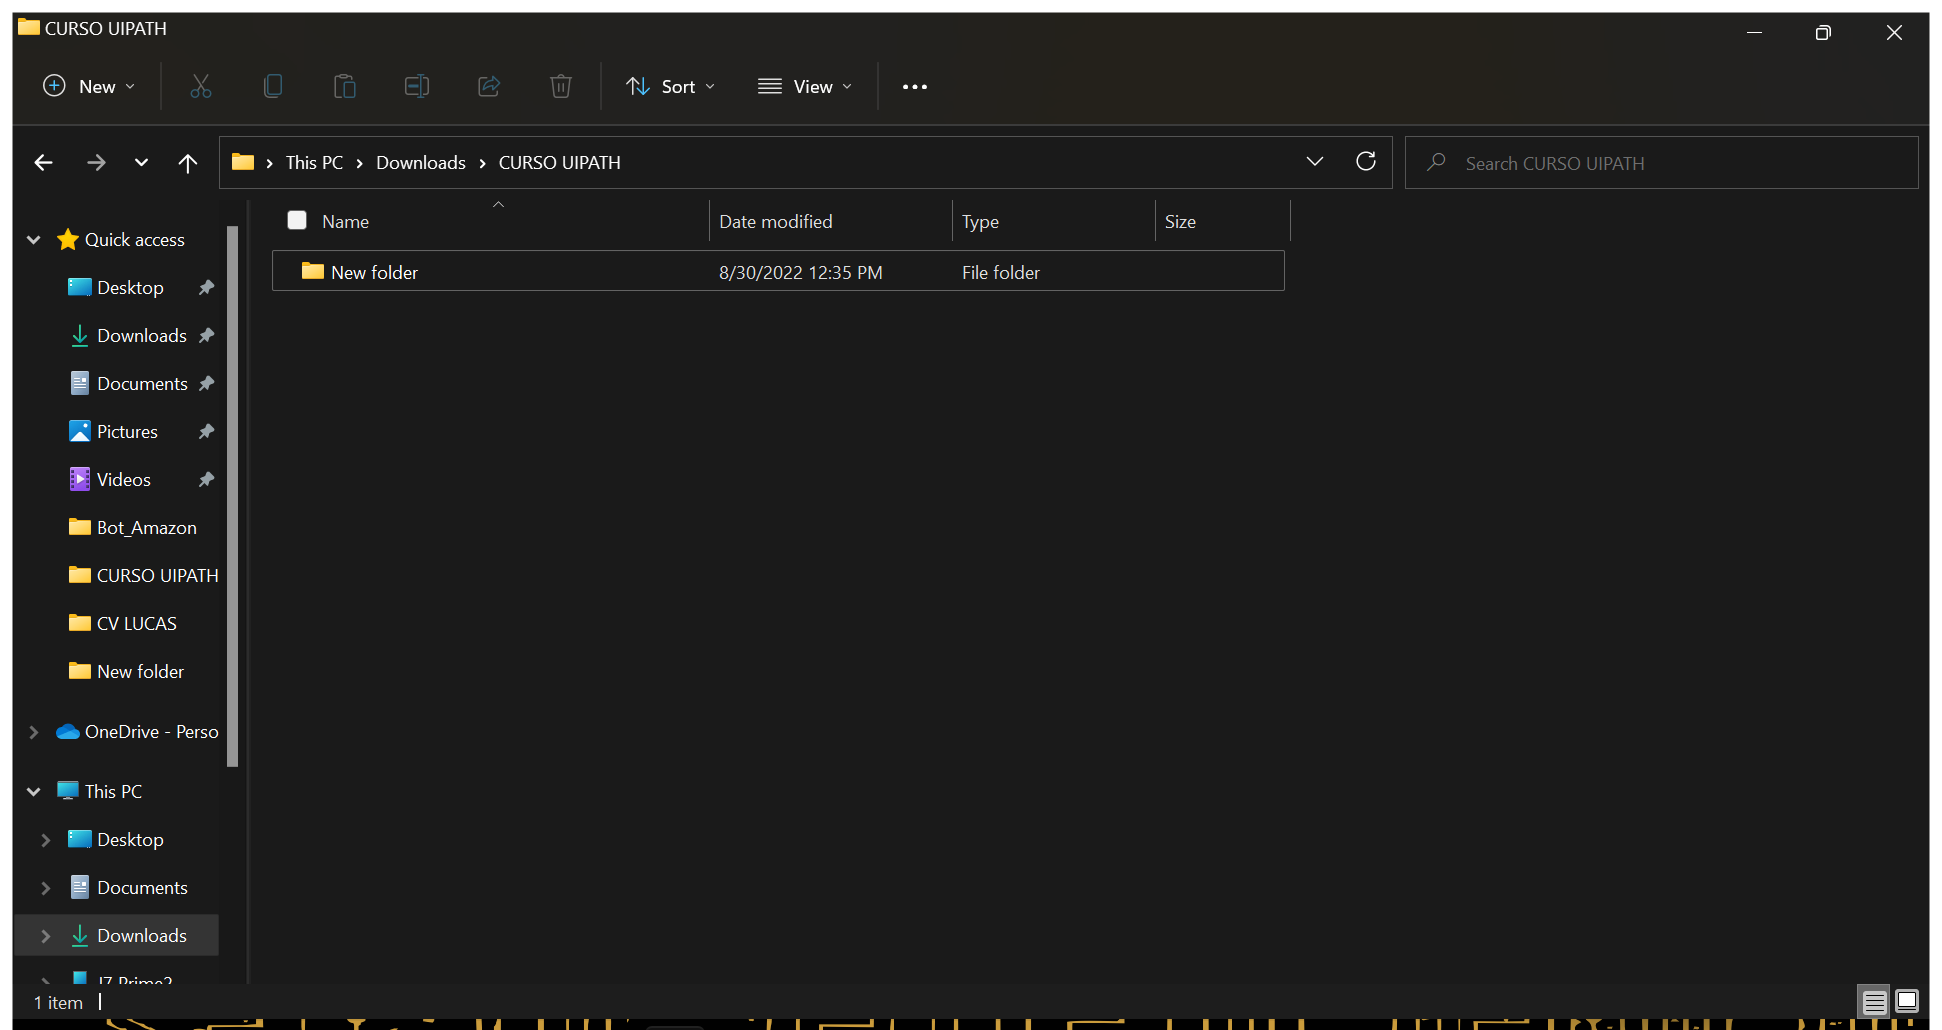 CURSO UIPATH
New Sort View
This PC Downloads CURSO UIPATH Search CURSO UIPATH
Name Date modified Type Size
New folder 8/30/2022 12:35 PM File folder
Quick access
Desktop
Downloads
Documents
Pictures
Videos
Bot_Amazon
CURSO UIPATH
CV LUCAS
New folder
OneDrive - Perso
This PC
Desktop
Documents
Downloads
J7 Prime2
1 item